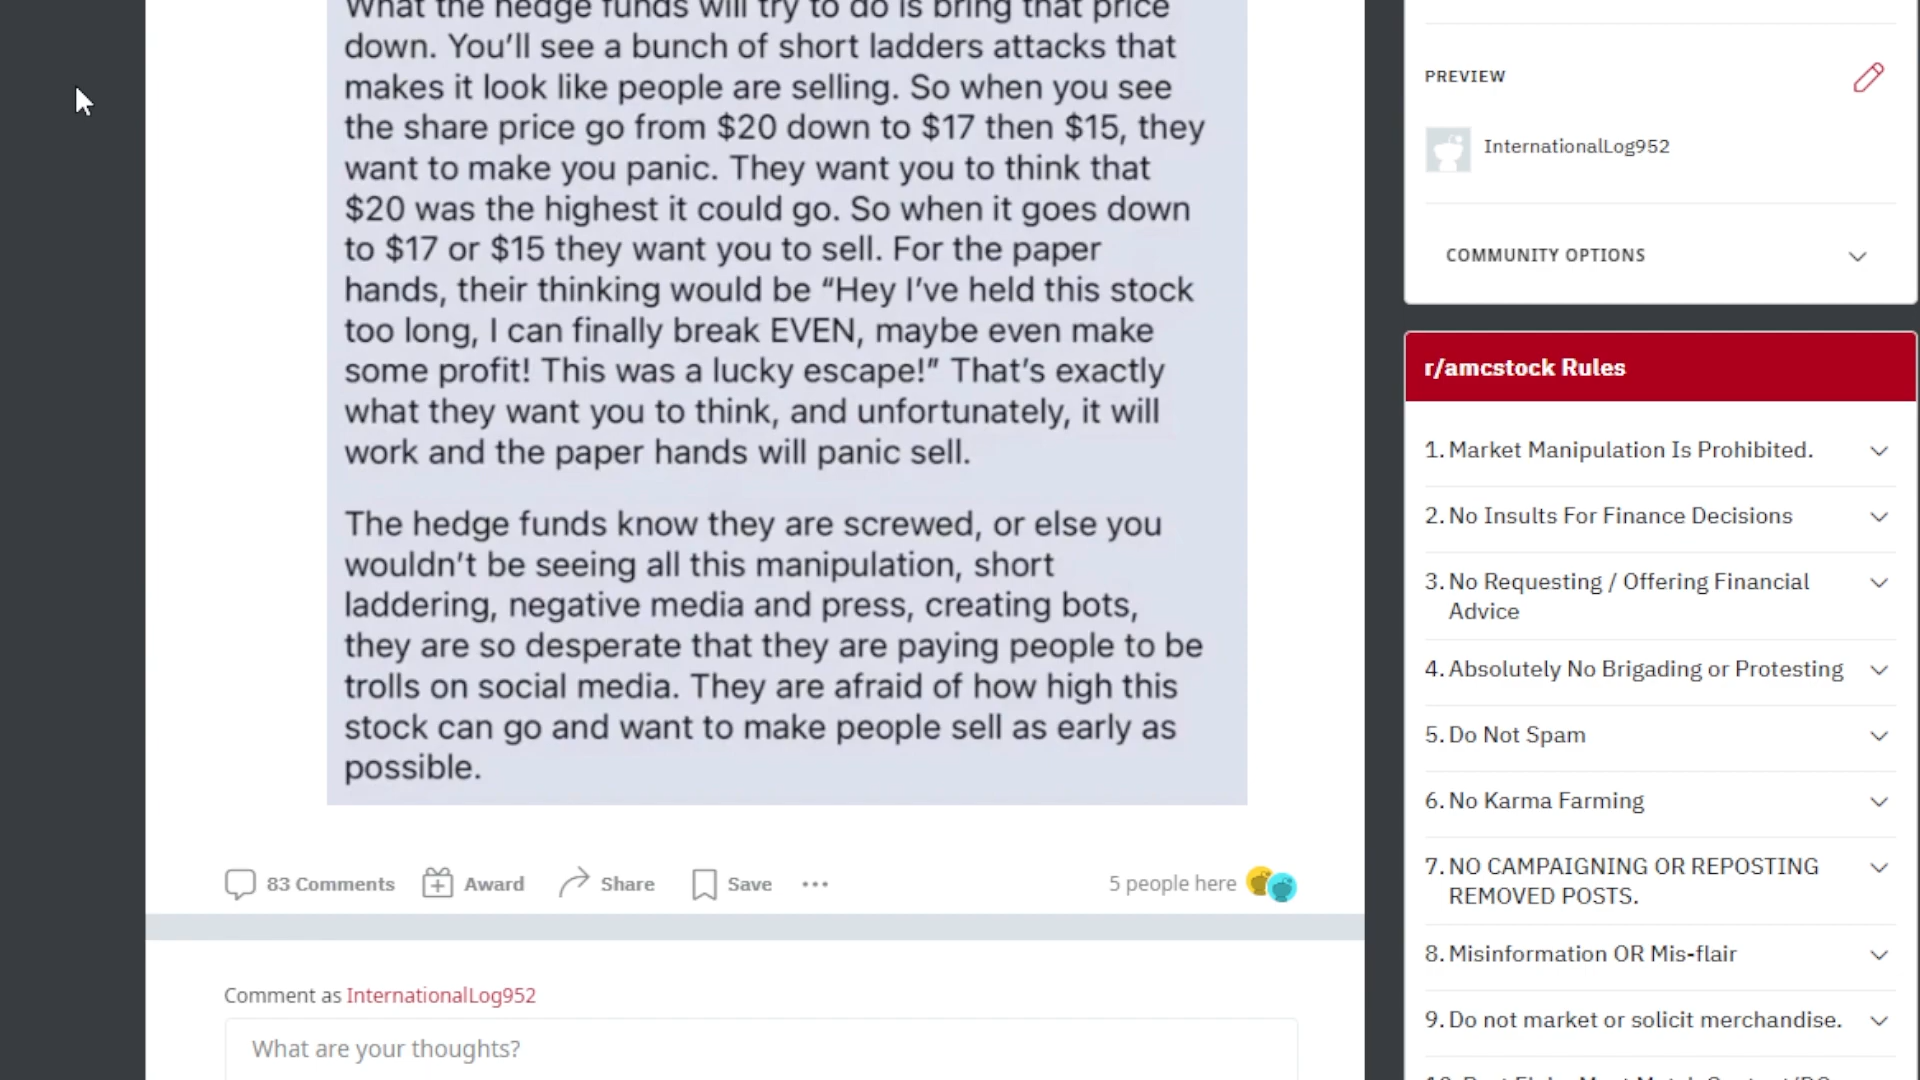 What the hedge funds will try to do is bring that price
down. You’ll see a bunch of short ladders attacks that
makes it look like people are selling. So when you see
the share price go from $20 down to $17 then $15, they
want to make you panic. They want you to think that
$20 was the highest it could go. So when it goes down
to $17 or $15 they want you to sell. For the paper
hands, their thinking would be “Hey I’ve held this stock
too long, I can finally break EVEN, maybe even make
some profit! This was a lucky escape!” That’s exactly
what they want you to think, and unfortunately, it will
work and the paper hands will panic sell.
The hedge funds know they are screwed, or else you
wouldn’t be seeing all this manipulation, short
laddering, negative media and press, creating bots,
they are so desperate that they are paying people to be
trolls on social media. They are afraid of how high this
stock can go and want to make people sell as early as
possible.
83 Comments Award Share Save
5 people here
Comment as InternationalLog952
What are your thoughts?
PREVIEW
InternationalLog952
COMMUNITY OPTIONS
r/amcstock Rules
1. Market Manipulation Is Prohibited.
2. No Insults For Finance Decisions
3. No Requesting / Offering Financial
Advice
4. Absolutely No Brigading or Protesting
5. Do Not Spam
6. No Karma Farming
7. NO CAMPAIGNING OR REPOSTING
REMOVED POSTS.
8. Misinformation OR Mis-flair
9. Do not market or solicit merchandise.